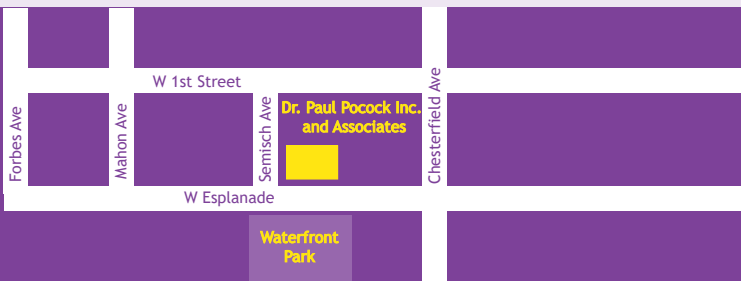 W 1st Street
Forbes Ave
Mahon Ave
Semisch Ave
Dr. Paul Pocock Inc.
and Associates
Chesterfield Ave
W Esplanade
Waterfront
Park